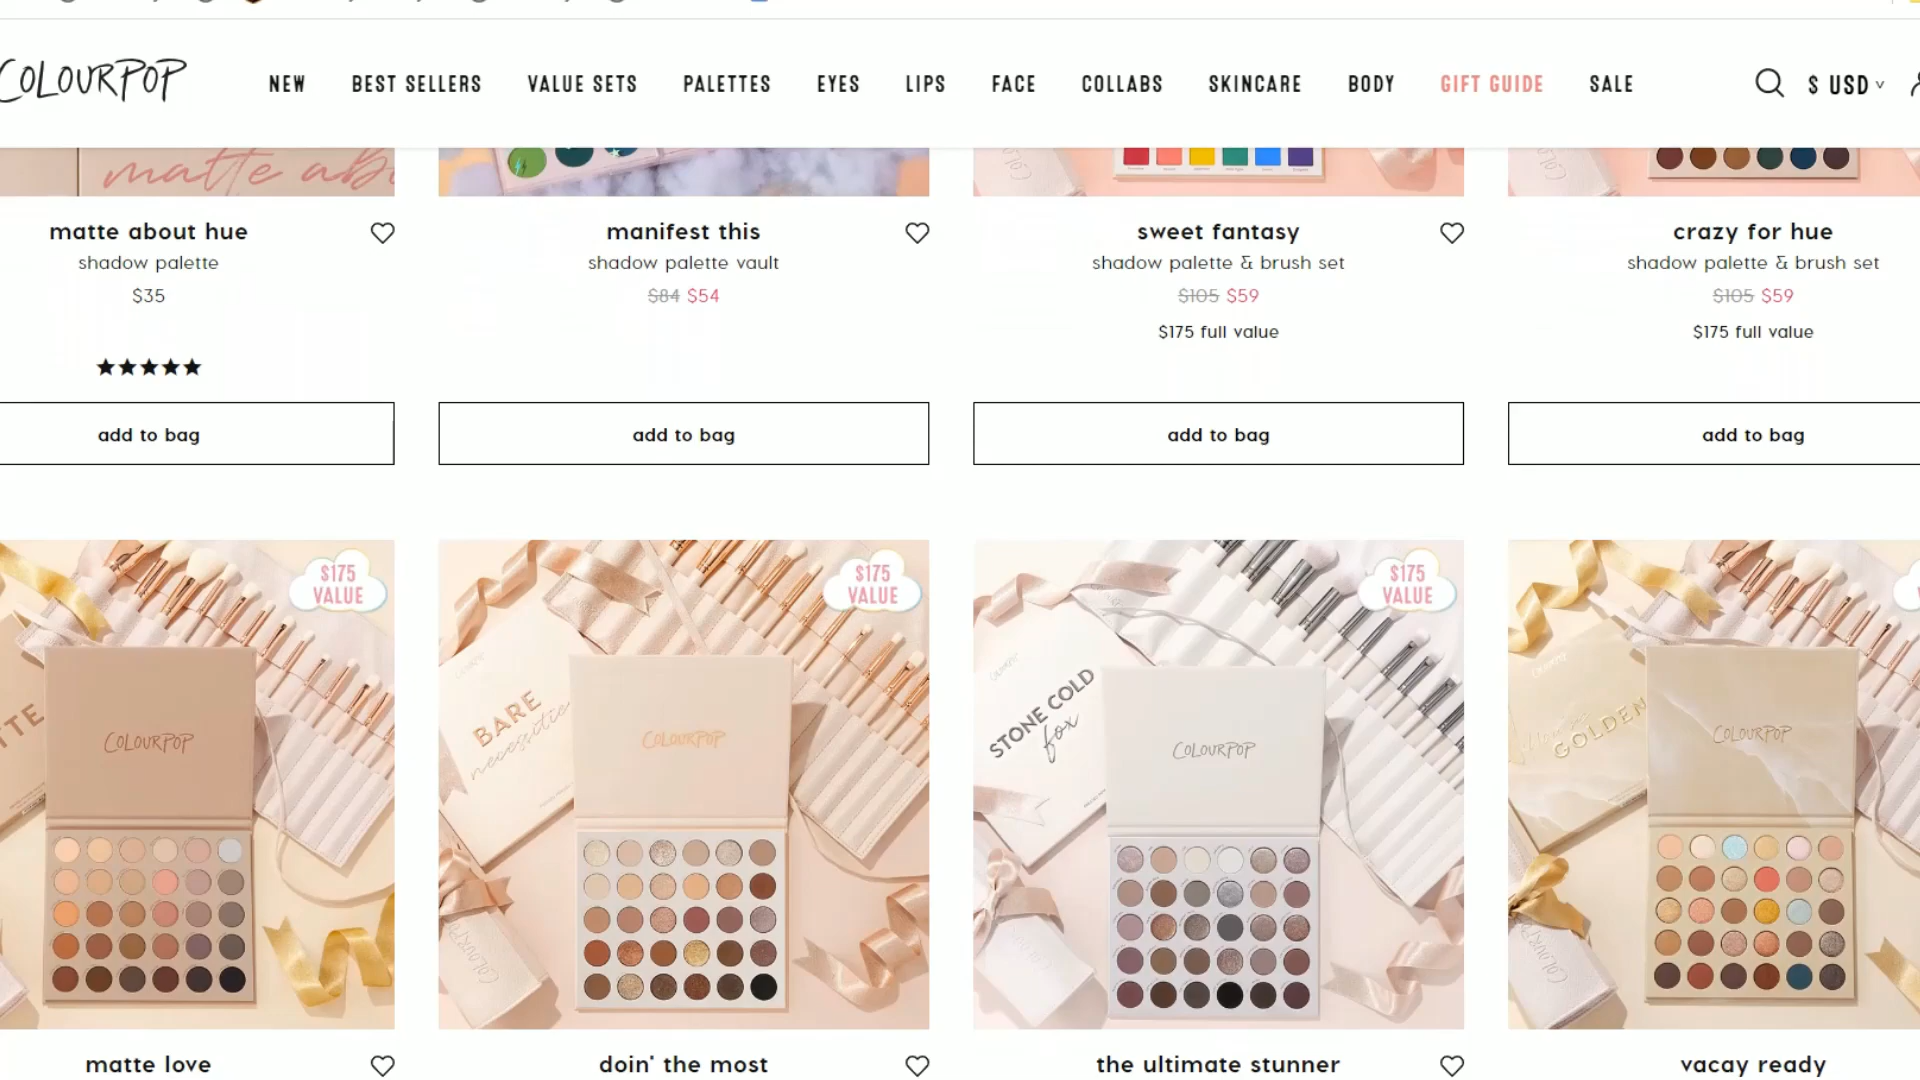 COLOURPOP
NEW BEST SELLERS VALUE SETS PALETTES EYES LIPS FACE COLLABS SKINCARE BODY GIFT GUIDE SALE
$ USD
matte about hue
shadow palette
$35
add to bag
manifest this
shadow palette vault
$84 $54
add to bag
sweet fantasy
shadow palette & brush set
$105 $59
$175 full value
add to bag
crazy for hue
shadow palette & brush set
$105 $59
$175 full value
add to bag
$175
VALUE
COLOURPOP
matte love
$175
VALUE
BARE
necessities
COLOURPOP
doin' the most
$175
VALUE
STONE COLD
fox
COLOURPOP
the ultimate stunner
GOLDEN
COLOURPOP
vacay ready